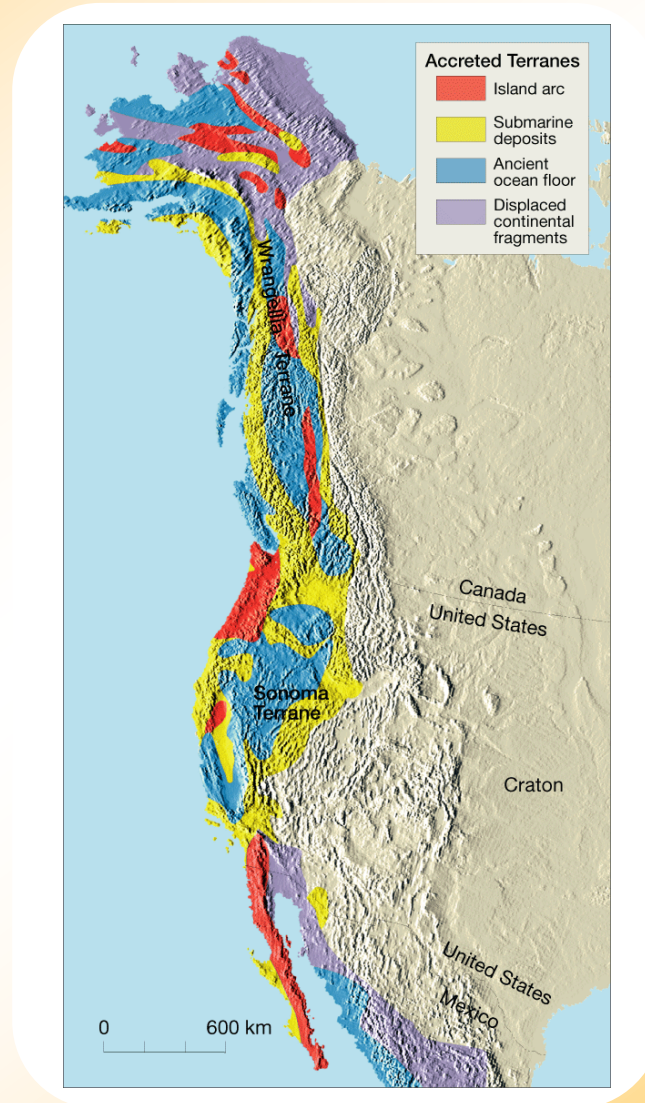 Accreted Terranes
Island arc
Submarine
deposits
Ancient
ocean floor
Displaced
continental
fragments
Wrangellia Terrane
Canada
United States
Sonoma
Terrane
Craton
United States
Mexico
0 600 km